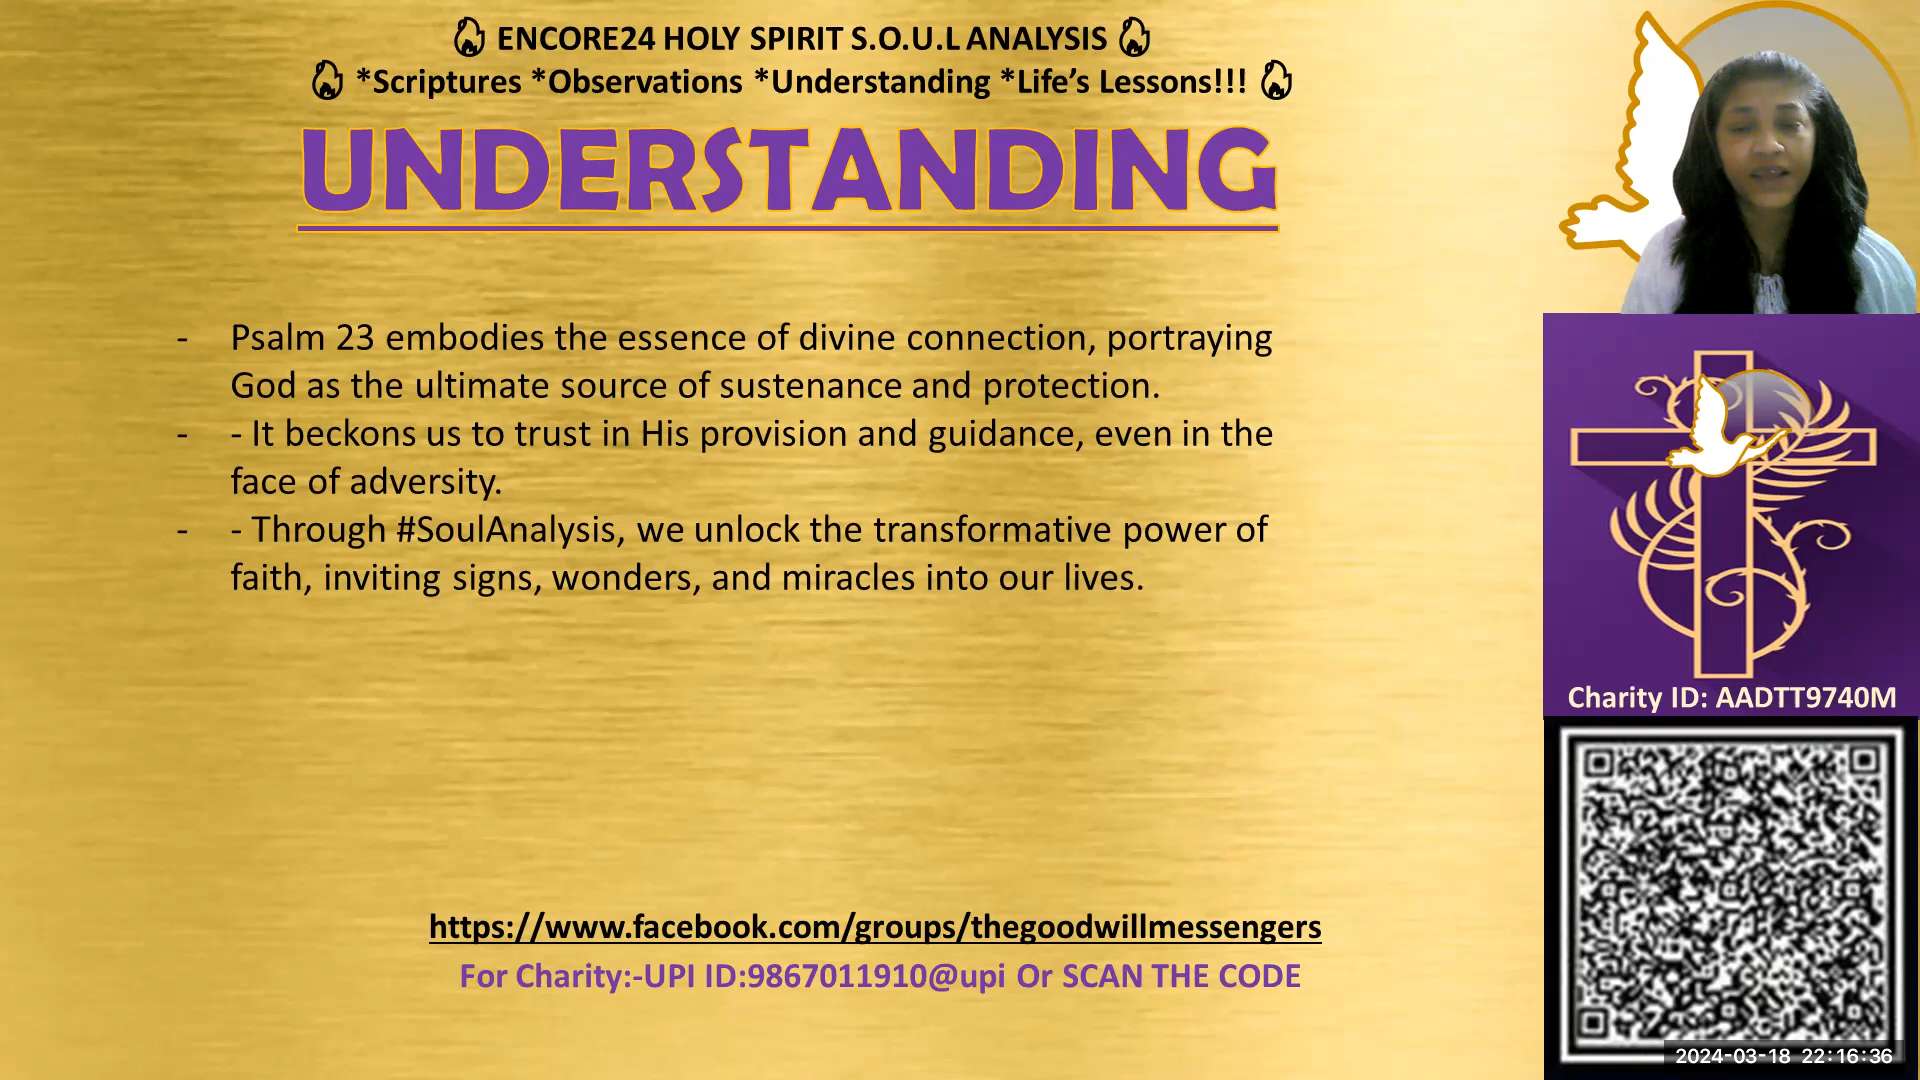 ENCORE24 HOLY SPIRIT S.O.U.L ANALYSIS
*Scriptures *Observations *Understanding *Life’s Lessons!!!
UNDERSTANDING
- Psalm 23 embodies the essence of divine connection, portraying
God as the ultimate source of sustenance and protection.
- - It beckons us to trust in His provision and guidance, even in the
face of adversity.
- - Through #SoulAnalysis, we unlock the transformative power of
faith, inviting signs, wonders, and miracles into our lives.
https://www.facebook.com/groups/thegoodwillmessengers
For Charity:-UPI ID:9867011910@upi Or SCAN THE CODE
Charity ID: AADTT9740M
2024-03-18 22:16:36